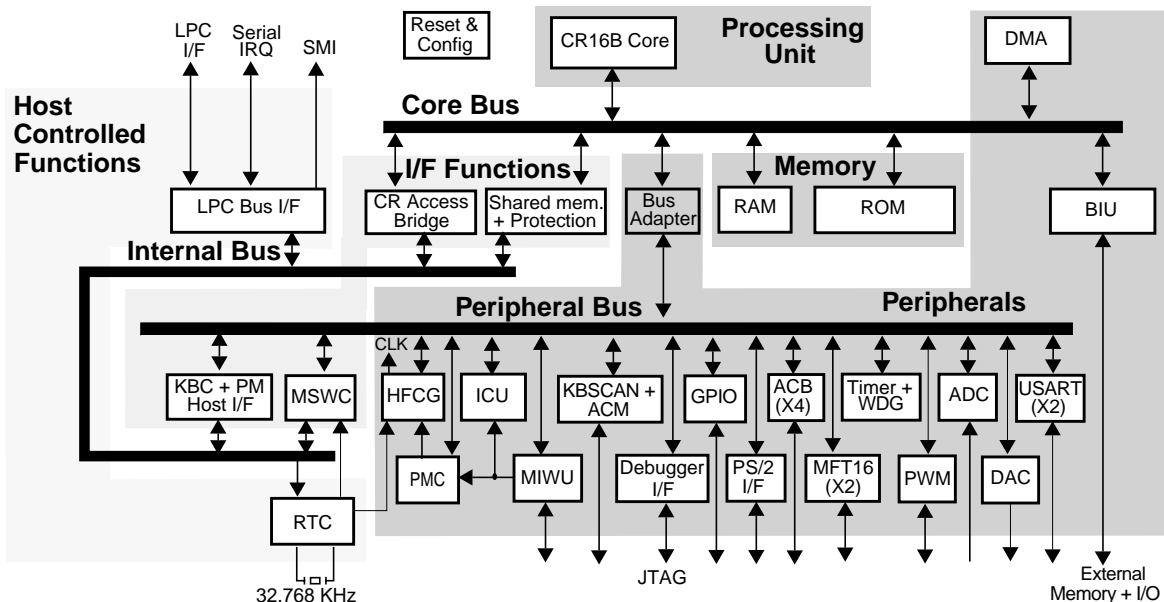 LPC
I/F
Serial
IRQ
SMI
Reset &
Config
CR16B Core
Processing
Unit
DMA
Host
Controlled
Functions
Core Bus
I/F Functions
Memory
LPC Bus I/F
CR Access
Bridge
Shared mem.
+ Protection
Bus
Adapter
RAM
ROM
BIU
Internal Bus
Peripheral Bus
Peripherals
CLK
KBC + PM
Host I/F
MSWC
HFCG
ICU
KBSCAN +
ACM
GPIO
ACB
(X4)
Timer +
WDG
ADC
USART
(X2)
PMC
MIWU
Debugger
I/F
PS/2
I/F
MFT16
(X2)
PWM
DAC
RTC
32.768 KHz
JTAG
External
Memory + I/O